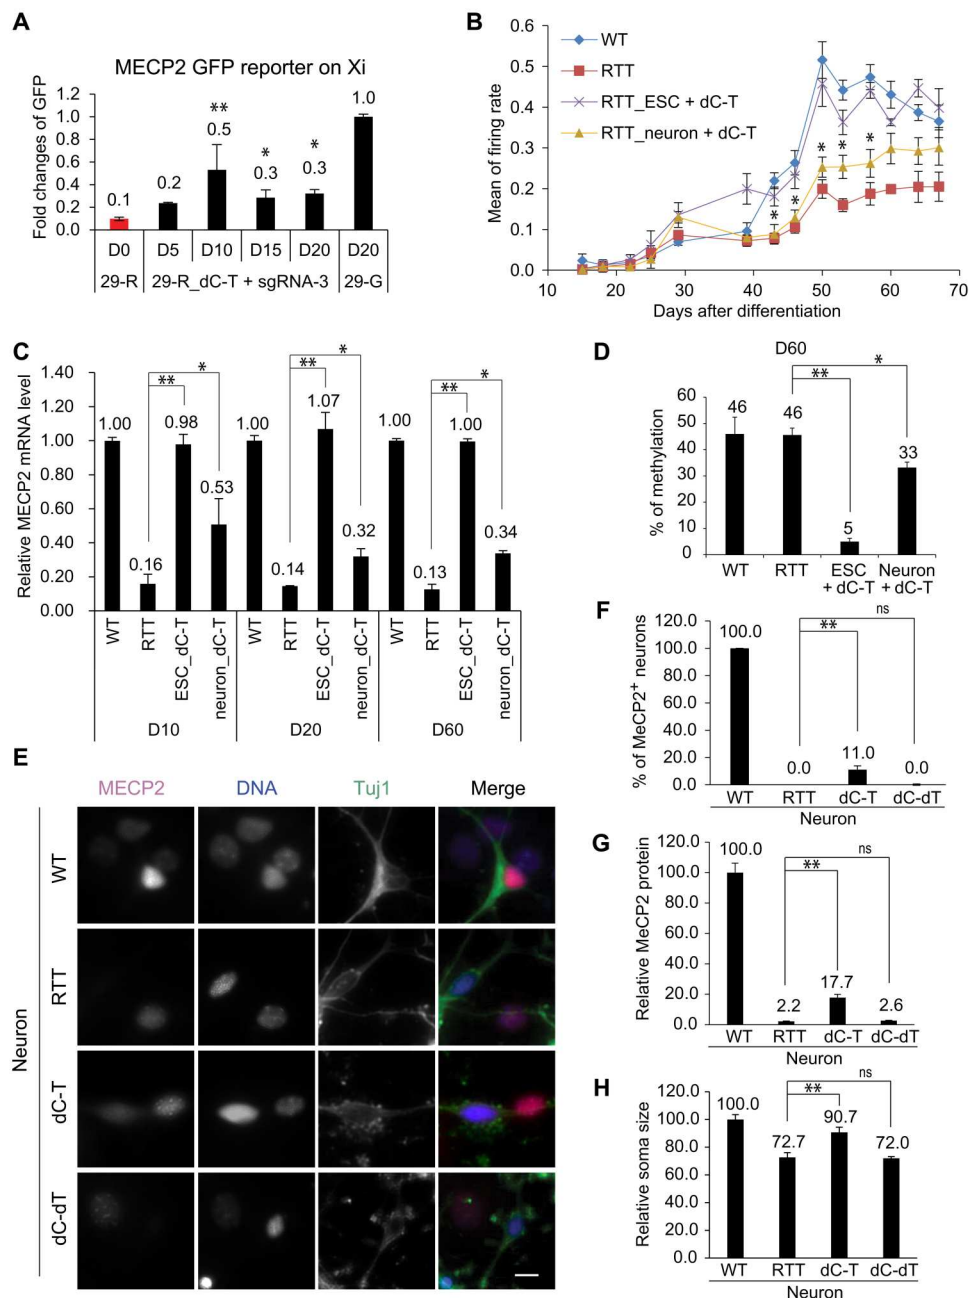 A
MECP2 GFP reporter on Xi
Fold changes of GFP
1.2
1.0
0.8
0.6
0.4
0.2
0.0
0.1
0.2
**
0.5
*
0.3
*
0.3
1.0
D0
D5
D10
D15
D20
D20
29-R
29-R_dC-T + sgRNA-3
29-G
B
Mean of firing rate
0.6
0.5
0.4
0.3
0.2
0.1
0.0
WT
RTT
RTT_ESC + dC-T
RTT_neuron + dC-T
* * *
* *
10 20 30 40 50 60 70
Days after differentiation
C
Relative MECP2 mRNA level
1.40
1.20
1.00
0.80
0.60
0.40
0.20
0.00
* ** * ** * **
1.00 0.16 0.98 0.53
1.00 0.14 1.07 0.32
1.00 0.13 1.00 0.34
WT RTT ESC_dC-T neuron_dC-T
WT RTT ESC_dC-T neuron_dC-T
WT RTT ESC_dC-T neuron_dC-T
D10 D20 D60
D
D60
% of methylation
60
50
40
30
20
10
0
*
**
46 46 5 33
WT RTT ESC Neuron
+ dC-T + dC-T
E
MECP2 DNA Tuj1 Merge
Neuron
WT
RTT
dC-T
dC-dT
F
% of MeCP2+ neurons
120.0
100.0
80.0
60.0
40.0
20.0
0.0
ns
**
100.0 0.0 11.0 0.0
WT RTT dC-T dC-dT
Neuron
G
Relative MeCP2 protein
120.0
100.0
80.0
60.0
40.0
20.0
0.0
ns
**
100.0 2.2 17.7 2.6
WT RTT dC-T dC-dT
Neuron
H
Relative soma size
120.0
100.0
80.0
60.0
40.0
20.0
0.0
ns
**
100.0 72.7 90.7 72.0
WT RTT dC-T dC-dT
Neuron